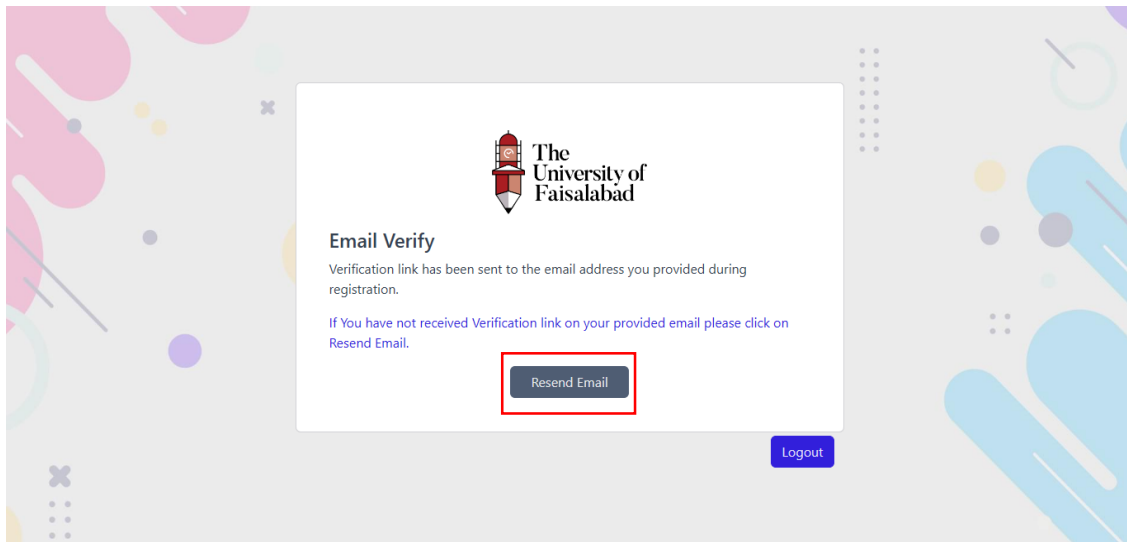 The
University of
Faisalabad
Email Verify
Verification link has been sent to the email address you provided during
registration.
If You have not received Verification link on your provided email please click on
Resend Email.
Resend Email
Logout